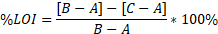 %LOI = [B − A] − [C − A] / B − A * 100%